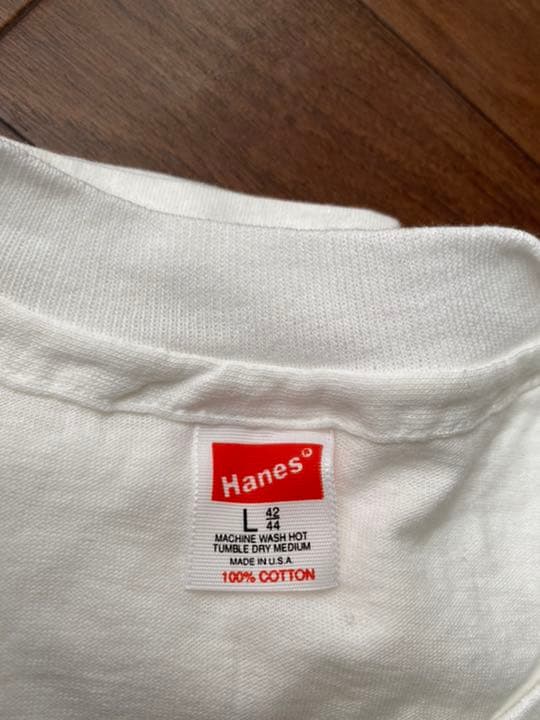 Hanes®
L 42/44
MACHINE WASH HOT
TUMBLE DRY MEDIUM
MADE IN U.S.A.
100% COTTON